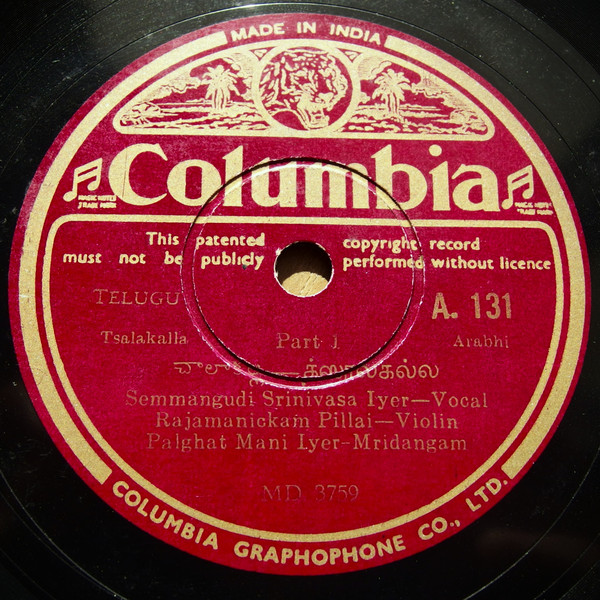 MADE IN INDIA
Columbia
MAGIC NOTES TRADE MARK
MAGIC NOTES TRADE MARK
This patented copyright record
must not be publicly performed without licence
TELUGU A. 131
Tsalakalla Part 1 Arabhi
Semmangudi Srinivasa Iyer—Vocal
Rajamanickam Pillai—Violin
Palghat Mani Iyer-Mridangam
MD 3759
COLUMBIA GRAPHOPHONE CO., LTD.